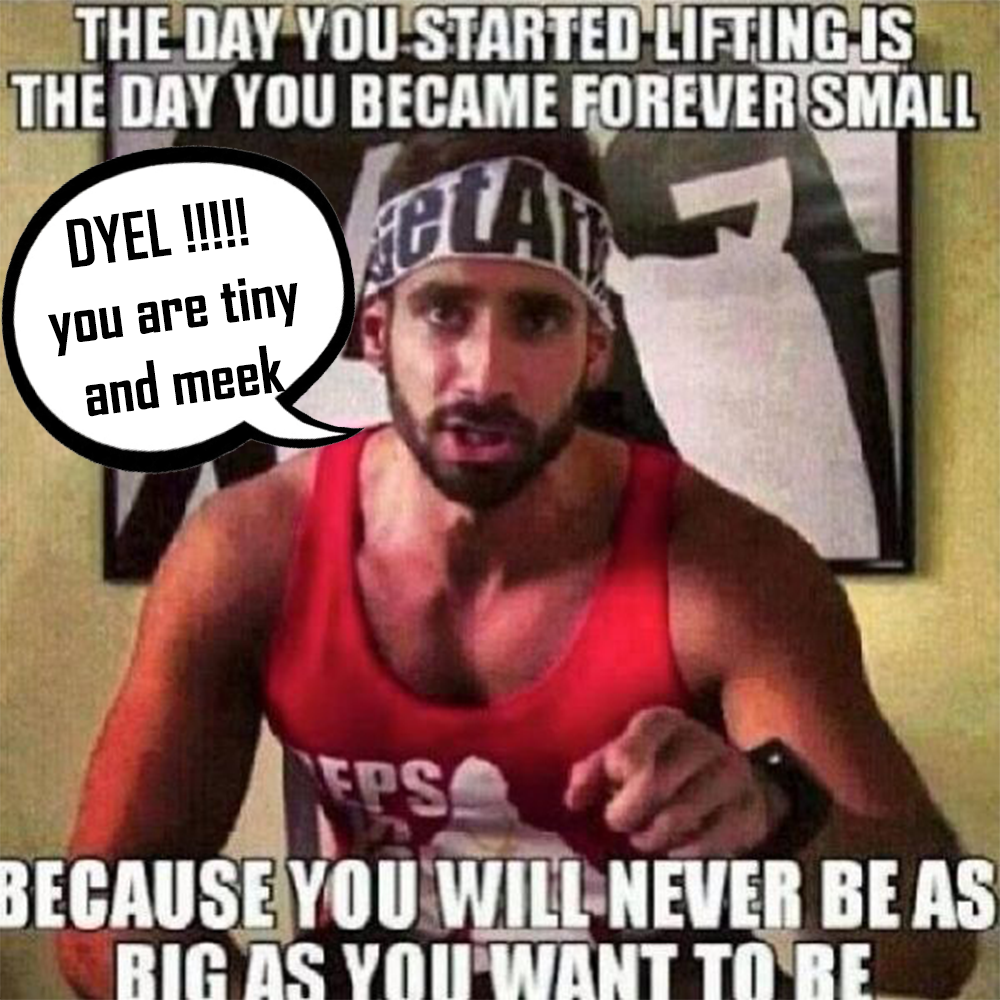 THE DAY YOU STARTED LIFTING IS
THE DAY YOU BECAME FOREVER SMALL
DYEL !!!!!
you are tiny
and meek
BECAUSE YOU WILL NEVER BE AS
BIG AS YOU WANT TO BE